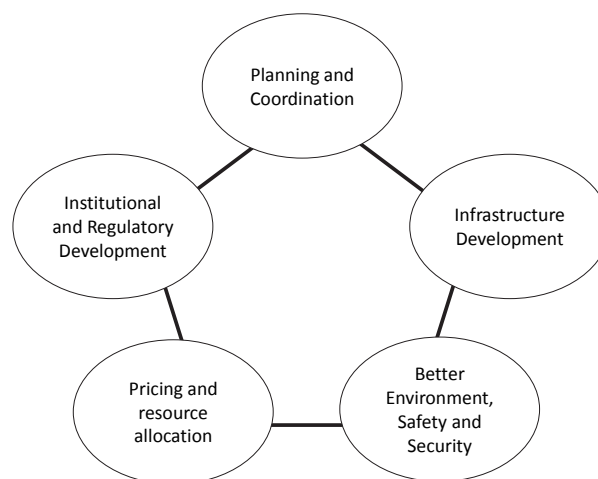 Planning and
Coordination
Institutional
and Regulatory
Development
Infrastructure
Development
Pricing and
resource
allocation
Better
Environment,
Safety and
Security